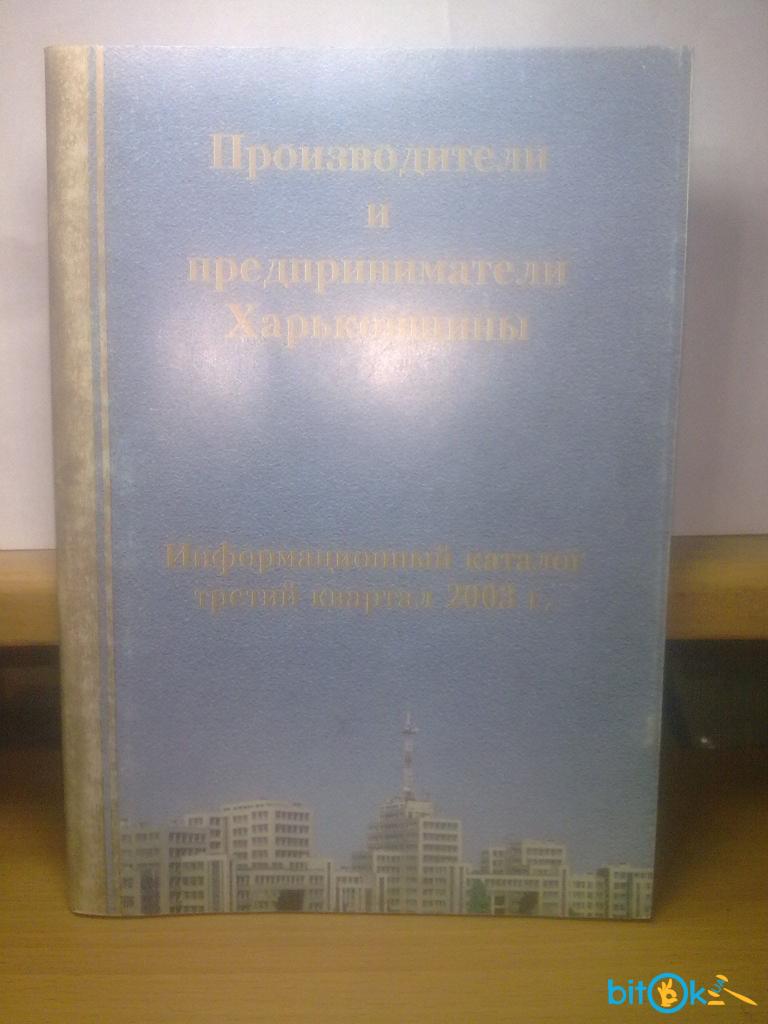 Производители
и
предприниматели
Харьковщины
Информационный каталог
третий квартал 2003 г.
bitOk